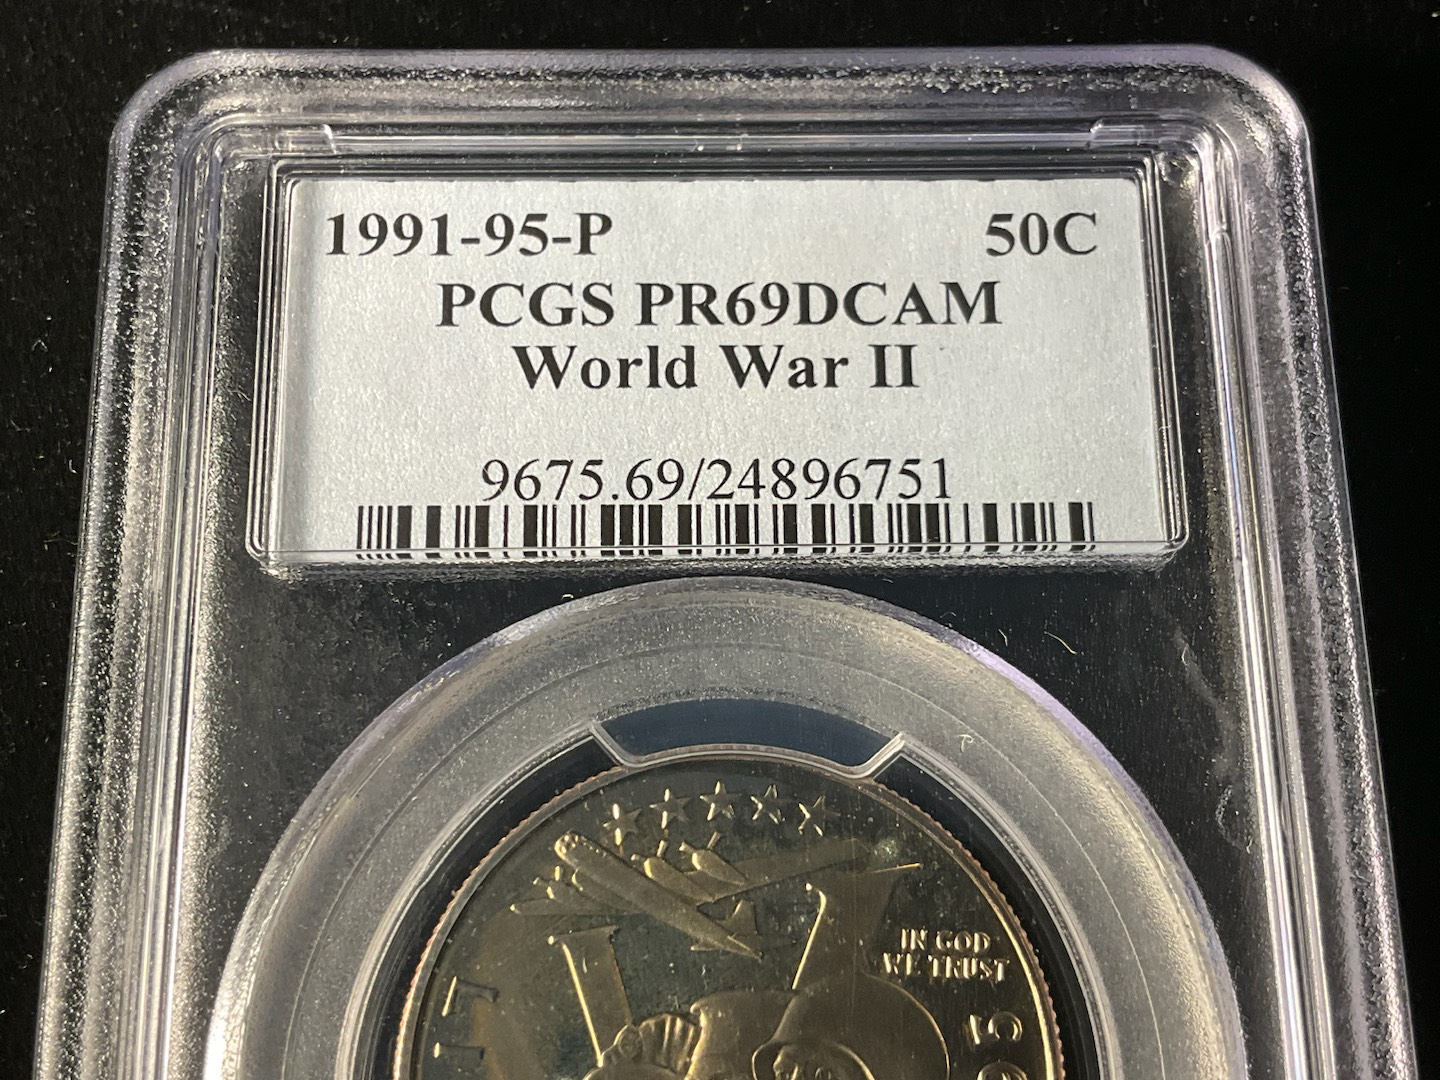 1991-95-P 50C
PCGS PR69DCAM
World War II
9675.69/24896751
IN GOD
WE TRUST